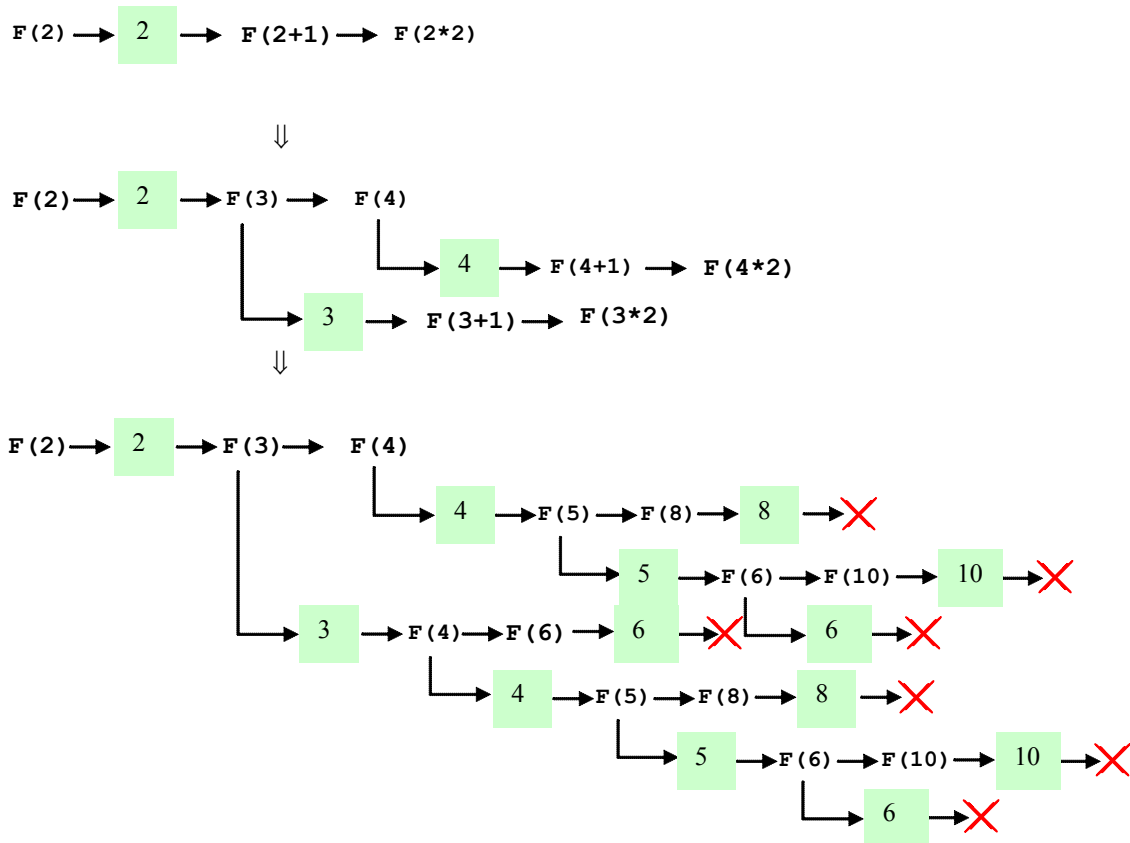 F(2) 2 F(2+1) F(2*2)
⇓
F(2) 2 F(3) F(4)
4 F(4+1) F(4*2)
3 F(3+1) F(3*2)
⇓
F(2) 2 F(3) F(4)
4 F(5) F(8) 8
5 F(6) F(10) 10
3 F(4) F(6) 6 6
4 F(5) F(8) 8
5 F(6) F(10) 10
6